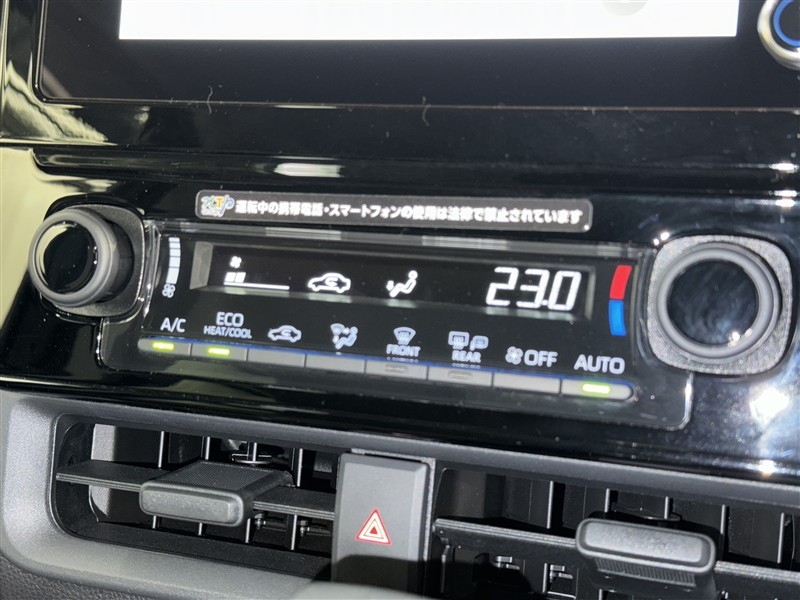 運転中の携帯電話・スマートフォンの使用は法律で禁止されています
23.0
A/C
ECO
HEAT/COOL
FRONT
REAR
OFF
AUTO